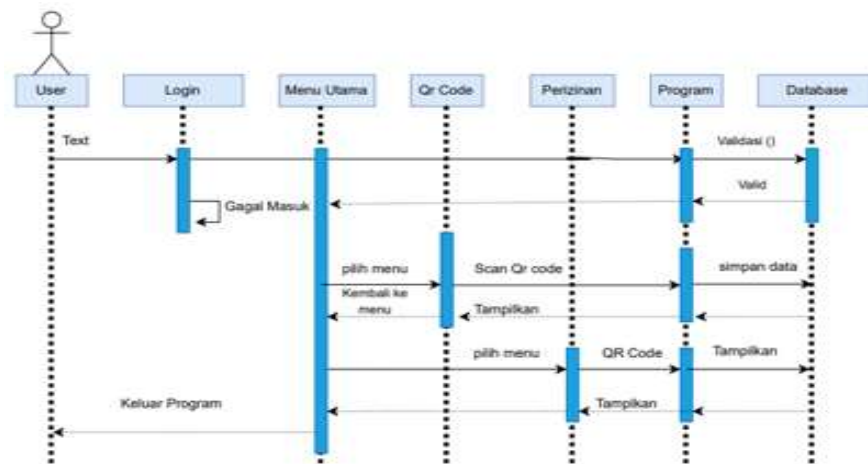 User
Login
Menu Utama
Qr Code
Perizinan
Program
Database
Text
Validasi ()
Valid
Gagal Masuk
pilih menu
Scan Qr code
simpan data
Kembali ke
menu
Tampilkan
pilih menu
QR Code
Tampilkan
Keluar Program
Tampilkan